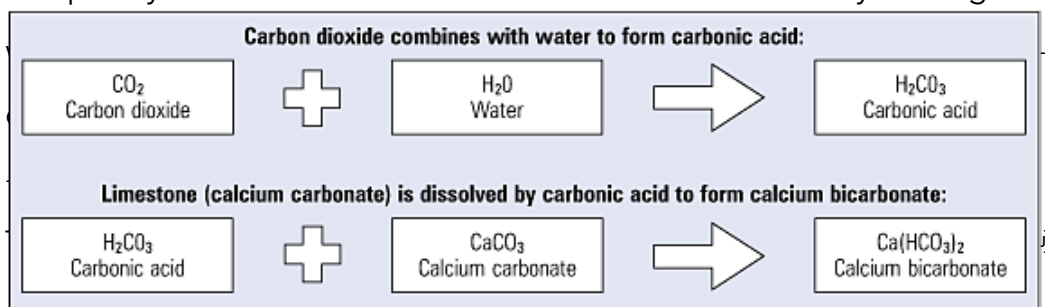 Carbon dioxide combines with water to form carbonic acid:
CO₂ H₂0 H₂C0₃
Carbon dioxide Water Carbonic acid
Limestone (calcium carbonate) is dissolved by carbonic acid to form calcium bicarbonate:
H₂C0₃ CaCO₃ Ca(HCO₃)₂
Carbonic acid Calcium carbonate Calcium bicarbonate